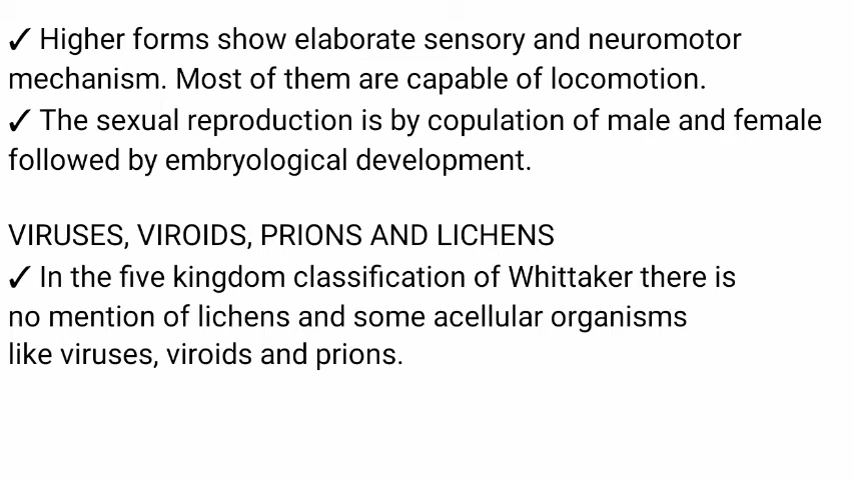 ✓ Higher forms show elaborate sensory and neuromotor
mechanism. Most of them are capable of locomotion.
✓ The sexual reproduction is by copulation of male and female
followed by embryological development.
VIRUSES, VIROIDS, PRIONS AND LICHENS
✓ In the five kingdom classification of Whittaker there is
no mention of lichens and some acellular organisms
like viruses, viroids and prions.